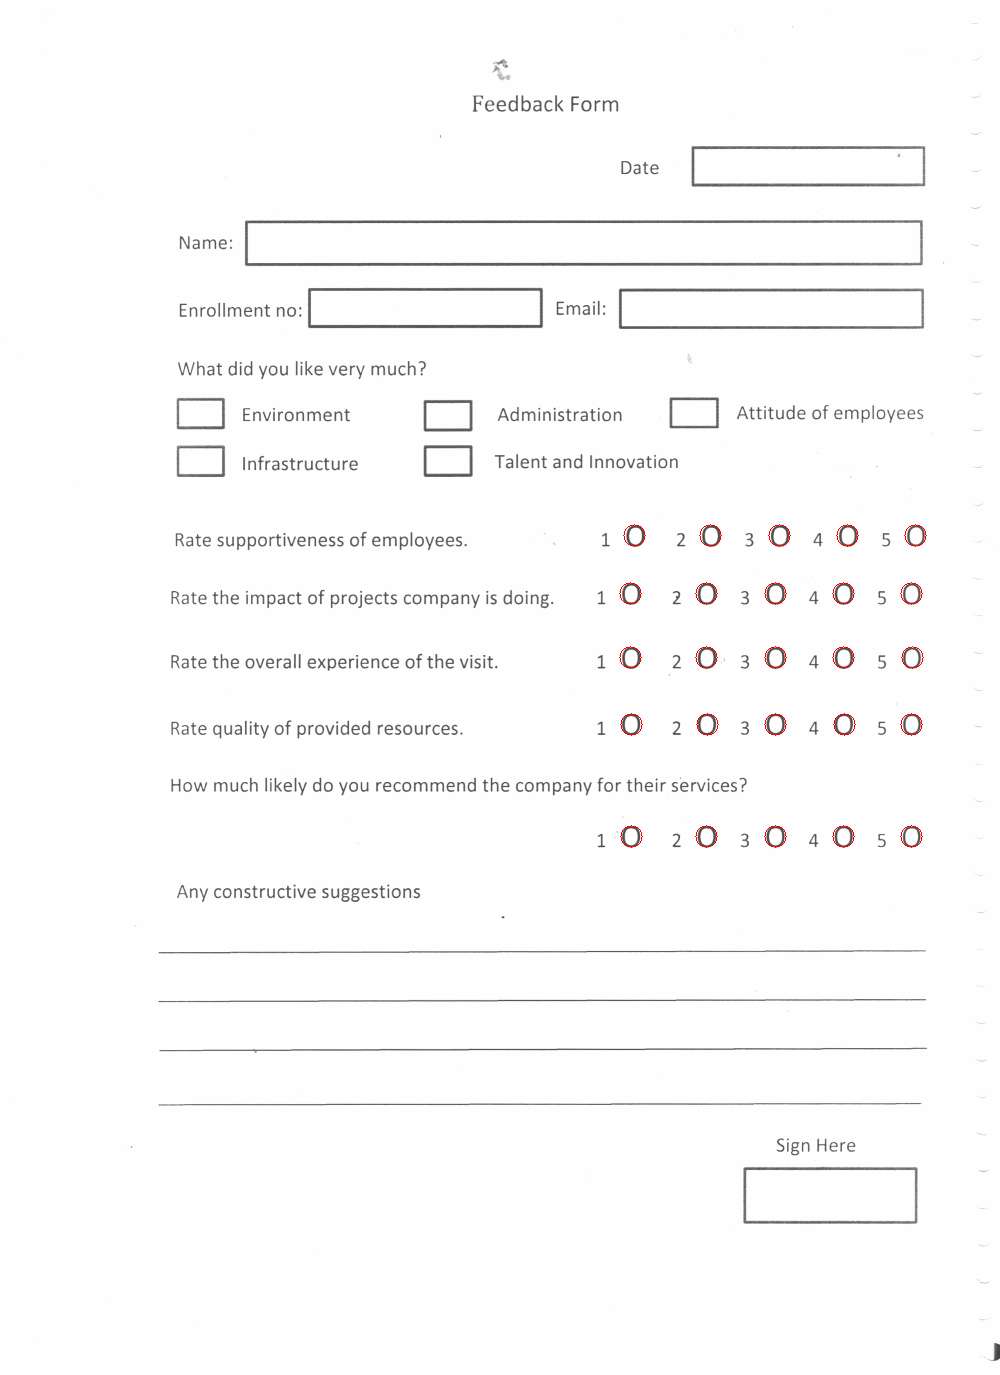 Feedback Form
Date
Name:
Enrollment no: Email:
What did you like very much?
Environment Administration Attitude of employees
Infrastructure Talent and Innovation
Rate supportiveness of employees. 1 O 2 O 3 O 4 O 5 O
Rate the impact of projects company is doing. 1 O 2 O 3 O 4 O 5 O
Rate the overall experience of the visit. 1 O 2 O 3 O 4 O 5 O
Rate quality of provided resources. 1 O 2 O 3 O 4 O 5 O
How much likely do you recommend the company for their services?
1 O 2 O 3 O 4 O 5 O
Any constructive suggestions
Sign Here